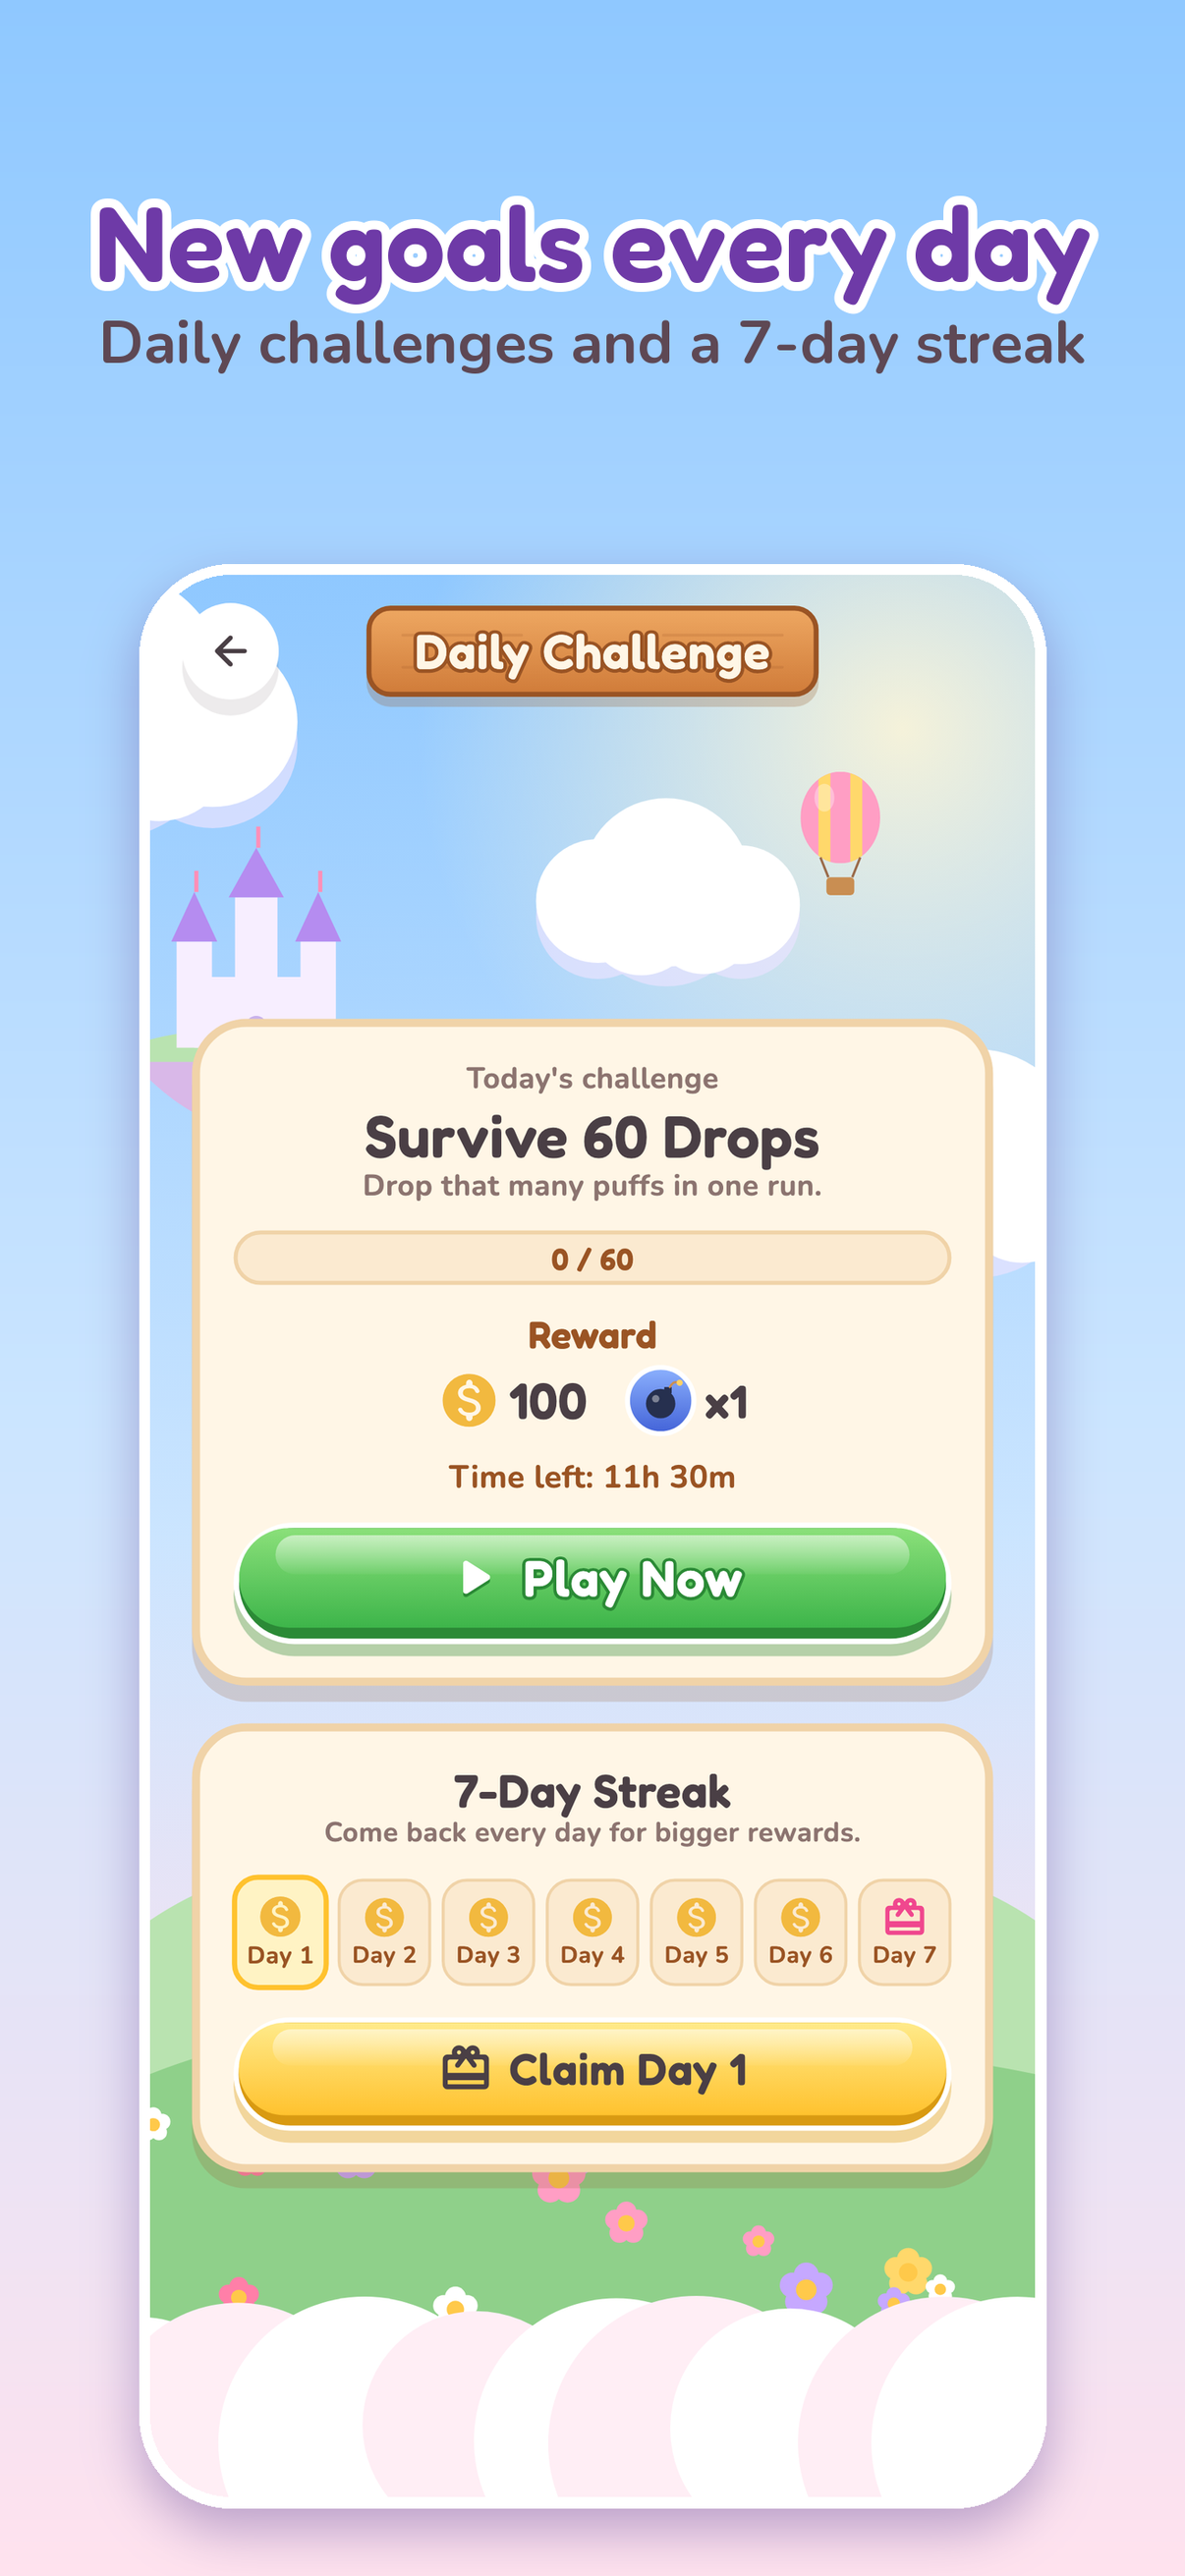 New goals every day
Daily challenges and a 7-day streak
Daily Challenge
Today's challenge
Survive 60 Drops
Drop that many puffs in one run.
0 / 60
Reward
100 x1
Time left: 11h 30m
Play Now
7-Day Streak
Come back every day for bigger rewards.
Day 1 Day 2 Day 3 Day 4 Day 5 Day 6 Day 7
Claim Day 1